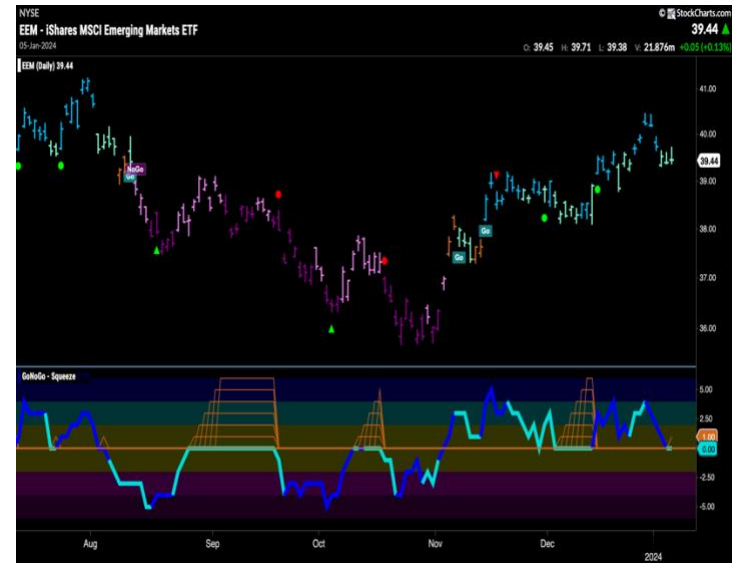 NYSE
© StockCharts.com
EEM - iShares MSCI Emerging Markets ETF
39.44
05-Jan-2024
O: 39.45 H: 39.71 L: 39.38 V: 21.876m +0.05 (+0.13%)
EEM (Daily) 39.44
41.00
40.00
39.44
39.00
38.00
37.00
36.00
NoGo
Go
Go
Go
GoNoGo - Squeeze
5.00
2.50
1.00
0.00
-2.50
-5.00
Aug Sep Oct Nov Dec 2024